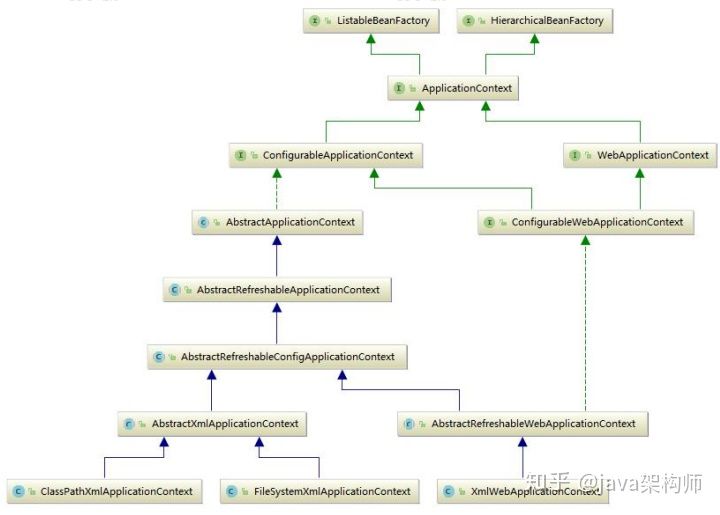 ListableBeanFactory
HierarchicalBeanFactory
ApplicationContext
ConfigurableApplicationContext
WebApplicationContext
AbstractApplicationContext
ConfigurableWebApplicationContext
AbstractRefreshableApplicationContext
AbstractRefreshableConfigApplicationContext
AbstractXmlApplicationContext
AbstractRefreshableWebApplicationContext
ClassPathXmlApplicationContext
FileSystemXmlApplicationContext
XmlWebApplicationContext
知乎 @java架构师